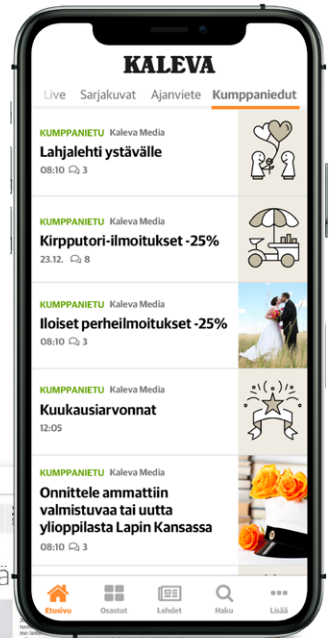 KALEVA
Live Sarjakuvat Ajanviete Kumppaniedut
KUMPPANIETU Kaleva Media
Lahjalehti ystävälle
08:10 3
KUMPPANIETU Kaleva Media
Kirpputori-ilmoitukset -25%
23.12. 8
KUMPPANIETU Kaleva Media
Iloiset perheilmoitukset -25%
08:10 3
KUMPPANIETU Kaleva Media
Kuukausiarvonnat
12:05
KUMPPANIETU Kaleva Media
Onnittele ammattiin
valmistuvaa tai uutta
ylioppilasta Lapin Kansassa
08:10 3
Etusivu Osastot Lehdet Haku Lisää